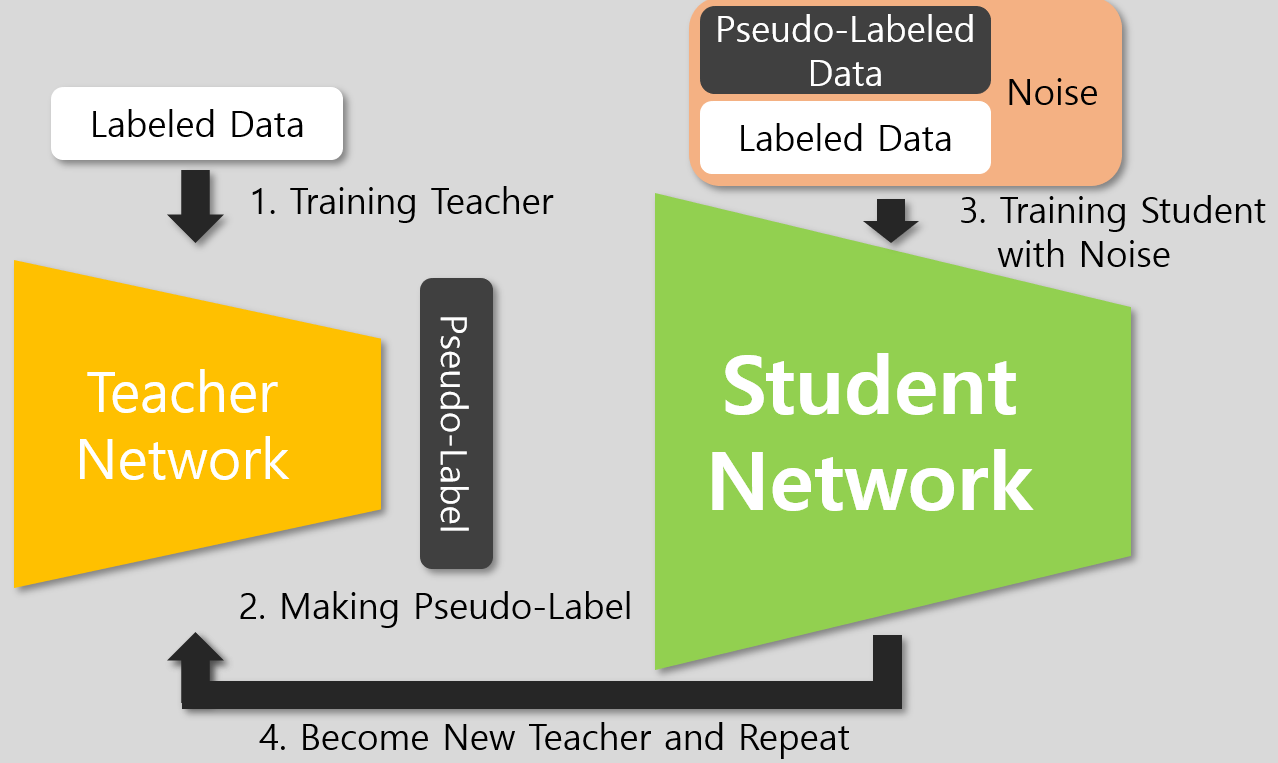 Labeled Data
1. Training Teacher
Teacher
Network
Pseudo-Label
2. Making Pseudo-Label
Pseudo-Labeled
Data
Labeled Data
Noise
3. Training Student
with Noise
Student
Network
4. Become New Teacher and Repeat